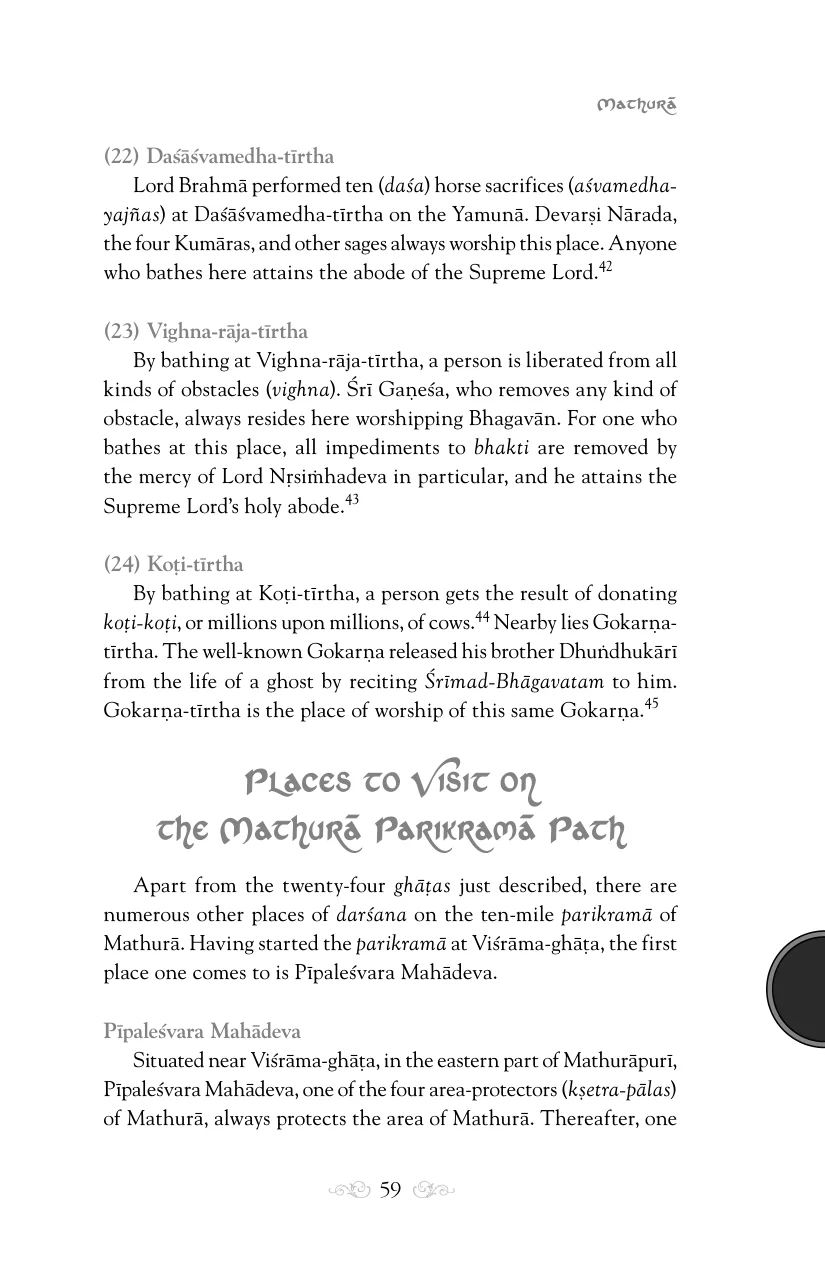 Mathurā
(22) Daśāśvamedha-tīrtha
Lord Brahmā performed ten (daśa) horse sacrifices (aśvamedha-
yajñas) at Daśāśvamedha-tīrtha on the Yamunā. Devarṣi Nārada,
the four Kumāras, and other sages always worship this place. Anyone
who bathes here attains the abode of the Supreme Lord.42
(23) Vighna-rāja-tīrtha
By bathing at Vighna-rāja-tīrtha, a person is liberated from all
kinds of obstacles (vighna). Śrī Gaṇeśa, who removes any kind of
obstacle, always resides here worshipping Bhagavān. For one who
bathes at this place, all impediments to bhakti are removed by
the mercy of Lord Nṛsiṁhadeva in particular, and he attains the
Supreme Lord’s holy abode.43
(24) Koṭi-tīrtha
By bathing at Koṭi-tīrtha, a person gets the result of donating
koṭi-koṭi, or millions upon millions, of cows.44 Nearby lies Gokarṇa-
tīrtha. The well-known Gokarṇa released his brother Dhuṅdhukārī
from the life of a ghost by reciting Śrīmad-Bhāgavatam to him.
Gokarṇa-tīrtha is the place of worship of this same Gokarṇa.45
Places to Visit on
the Mathurā Parikramā Path
Apart from the twenty-four ghāṭas just described, there are
numerous other places of darśana on the ten-mile parikramā of
Mathurā. Having started the parikramā at Viśrāma-ghāṭa, the first
place one comes to is Pīpaleśvara Mahādeva.
Pīpaleśvara Mahādeva
Situated near Viśrāma-ghāṭa, in the eastern part of Mathurāpurī,
Pīpaleśvara Mahādeva, one of the four area-protectors (kṣetra-pālas)
of Mathurā, always protects the area of Mathurā. Thereafter, one
59